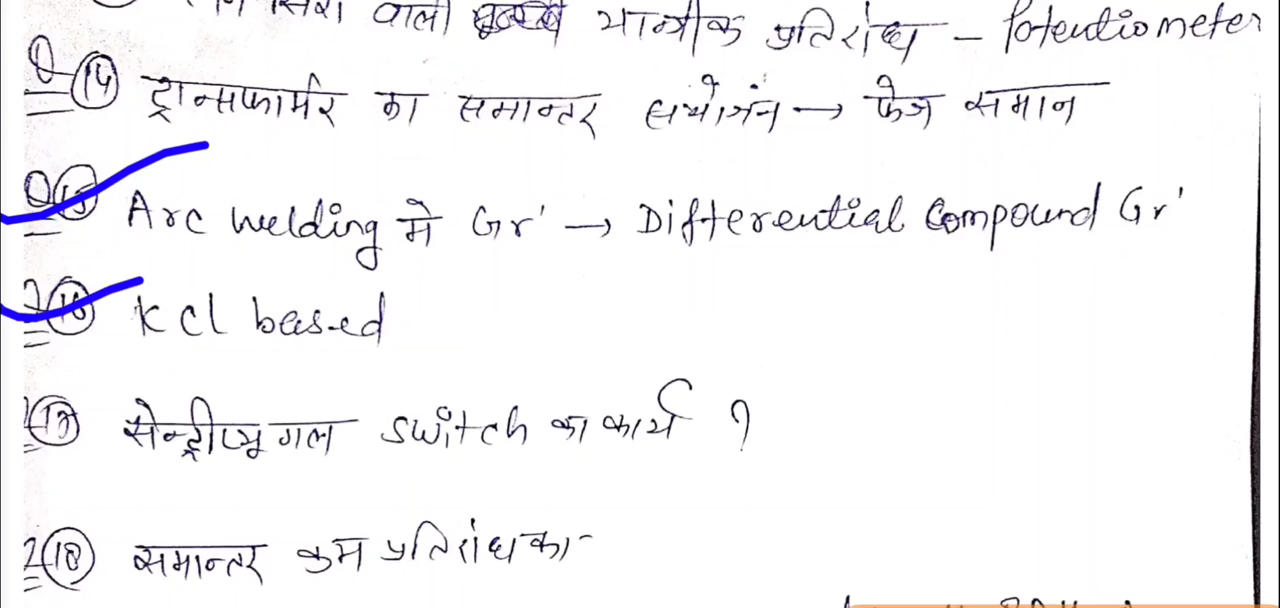 सिरा वाला यान्त्रीक प्रतिरोध - Potentiometer
Q (14) ट्रान्सफार्मर का समान्तर संयोजन → फेज समान
Q (15) Arc welding मे Gr' → Differential Compound Gr'
(16) KCl based
(17) सेन्ट्रीफ्यूगल switch का कार्य ?
(18) समान्तर क्रम प्रतिरोध का -